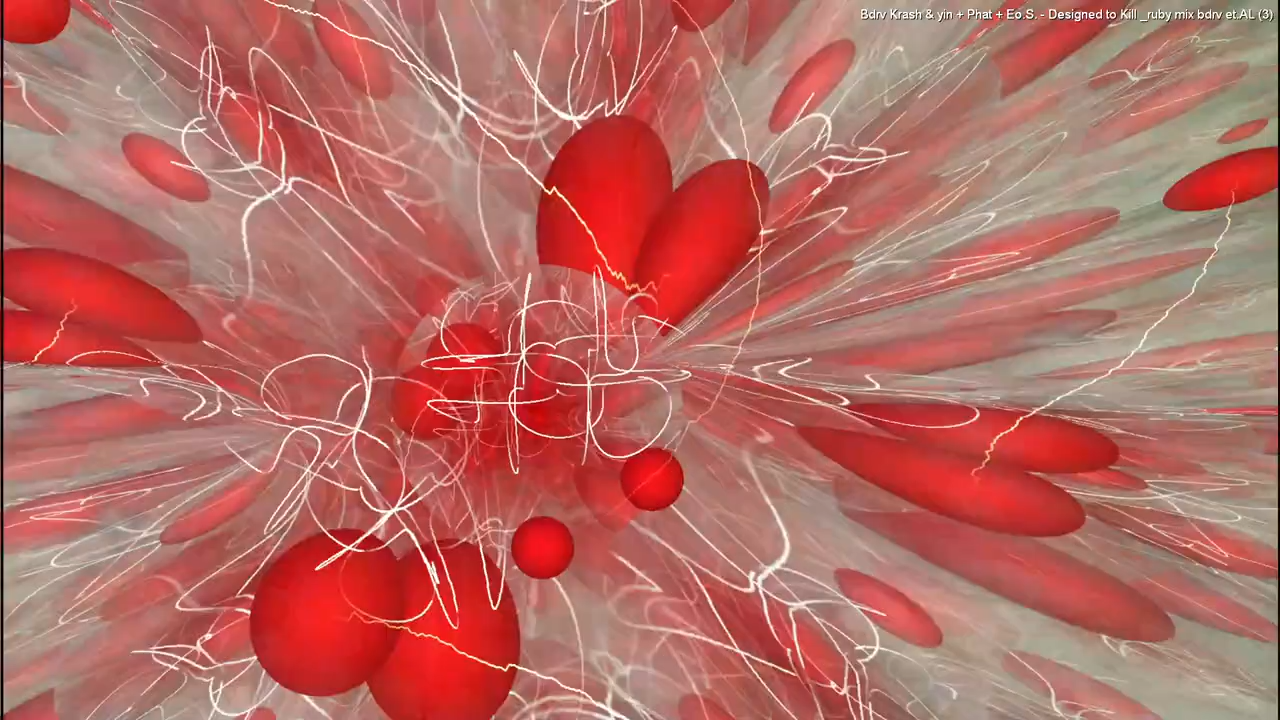 Bdrv Krash & yin + Phat + Eo.S. - Designed to Kill _ruby mix bdrv et.AL (3)